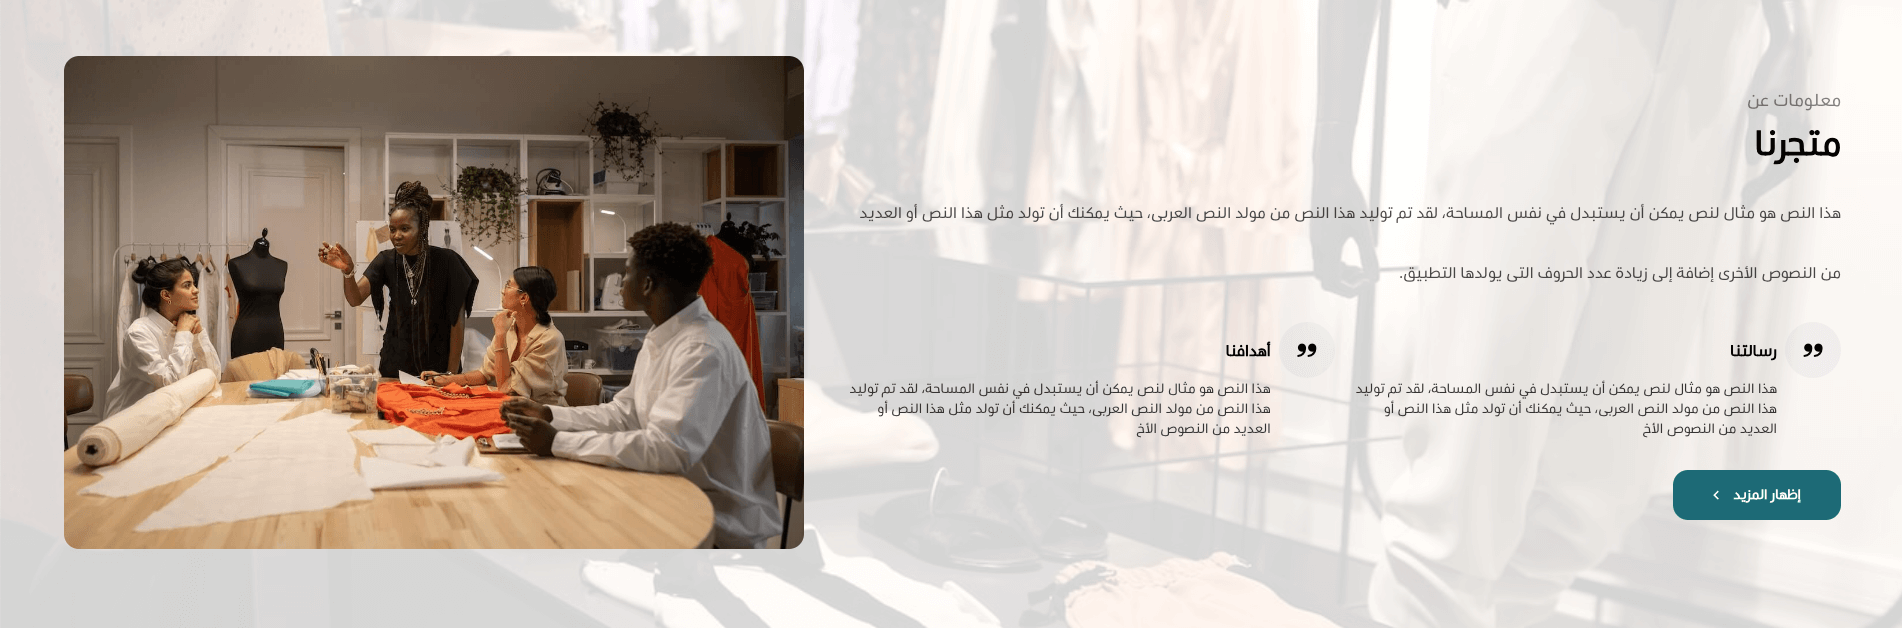 معلومات عن
متجرنا
هذا النص هو مثال لنص يمكن أن يستبدل في نفس المساحة، لقد تم توليد هذا النص من مولد النص العربى، حيث يمكنك أن تولد مثل هذا النص أو العديد
من النصوص الأخرى إضافة إلى زيادة عدد الحروف التى يولدها التطبيق.
رسالتنا
هذا النص هو مثال لنص يمكن أن يستبدل في نفس المساحة، لقد تم توليد
هذا النص من مولد النص العربى، حيث يمكنك أن تولد مثل هذا النص أو
العديد من النصوص الأخ
أهدافنا
هذا النص هو مثال لنص يمكن أن يستبدل في نفس المساحة، لقد تم توليد
هذا النص من مولد النص العربى، حيث يمكنك أن تولد مثل هذا النص أو
العديد من النصوص الأخ
إظهار المزيد